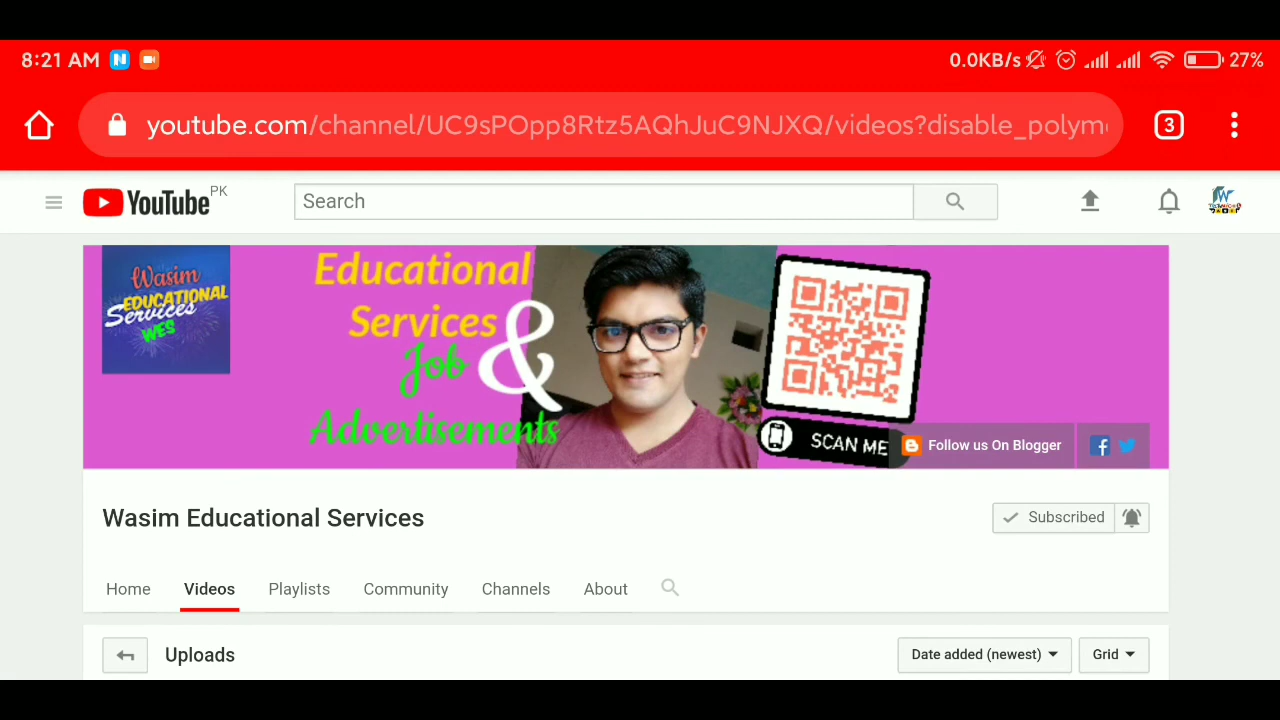 8:21 AM
0.0KB/s
27%
youtube.com/channel/UC9sPOpp8Rtz5AQhJuC9NJXQ/videos?disable_polym
3
YouTube PK
Search
Wasim
EDUCATIONAL
Services
WES
Educational
Services
&
Job
Advertisements
SCAN ME
Follow us On Blogger
Wasim Educational Services
Subscribed
Home Videos Playlists Community Channels About
Uploads
Date added (newest)
Grid